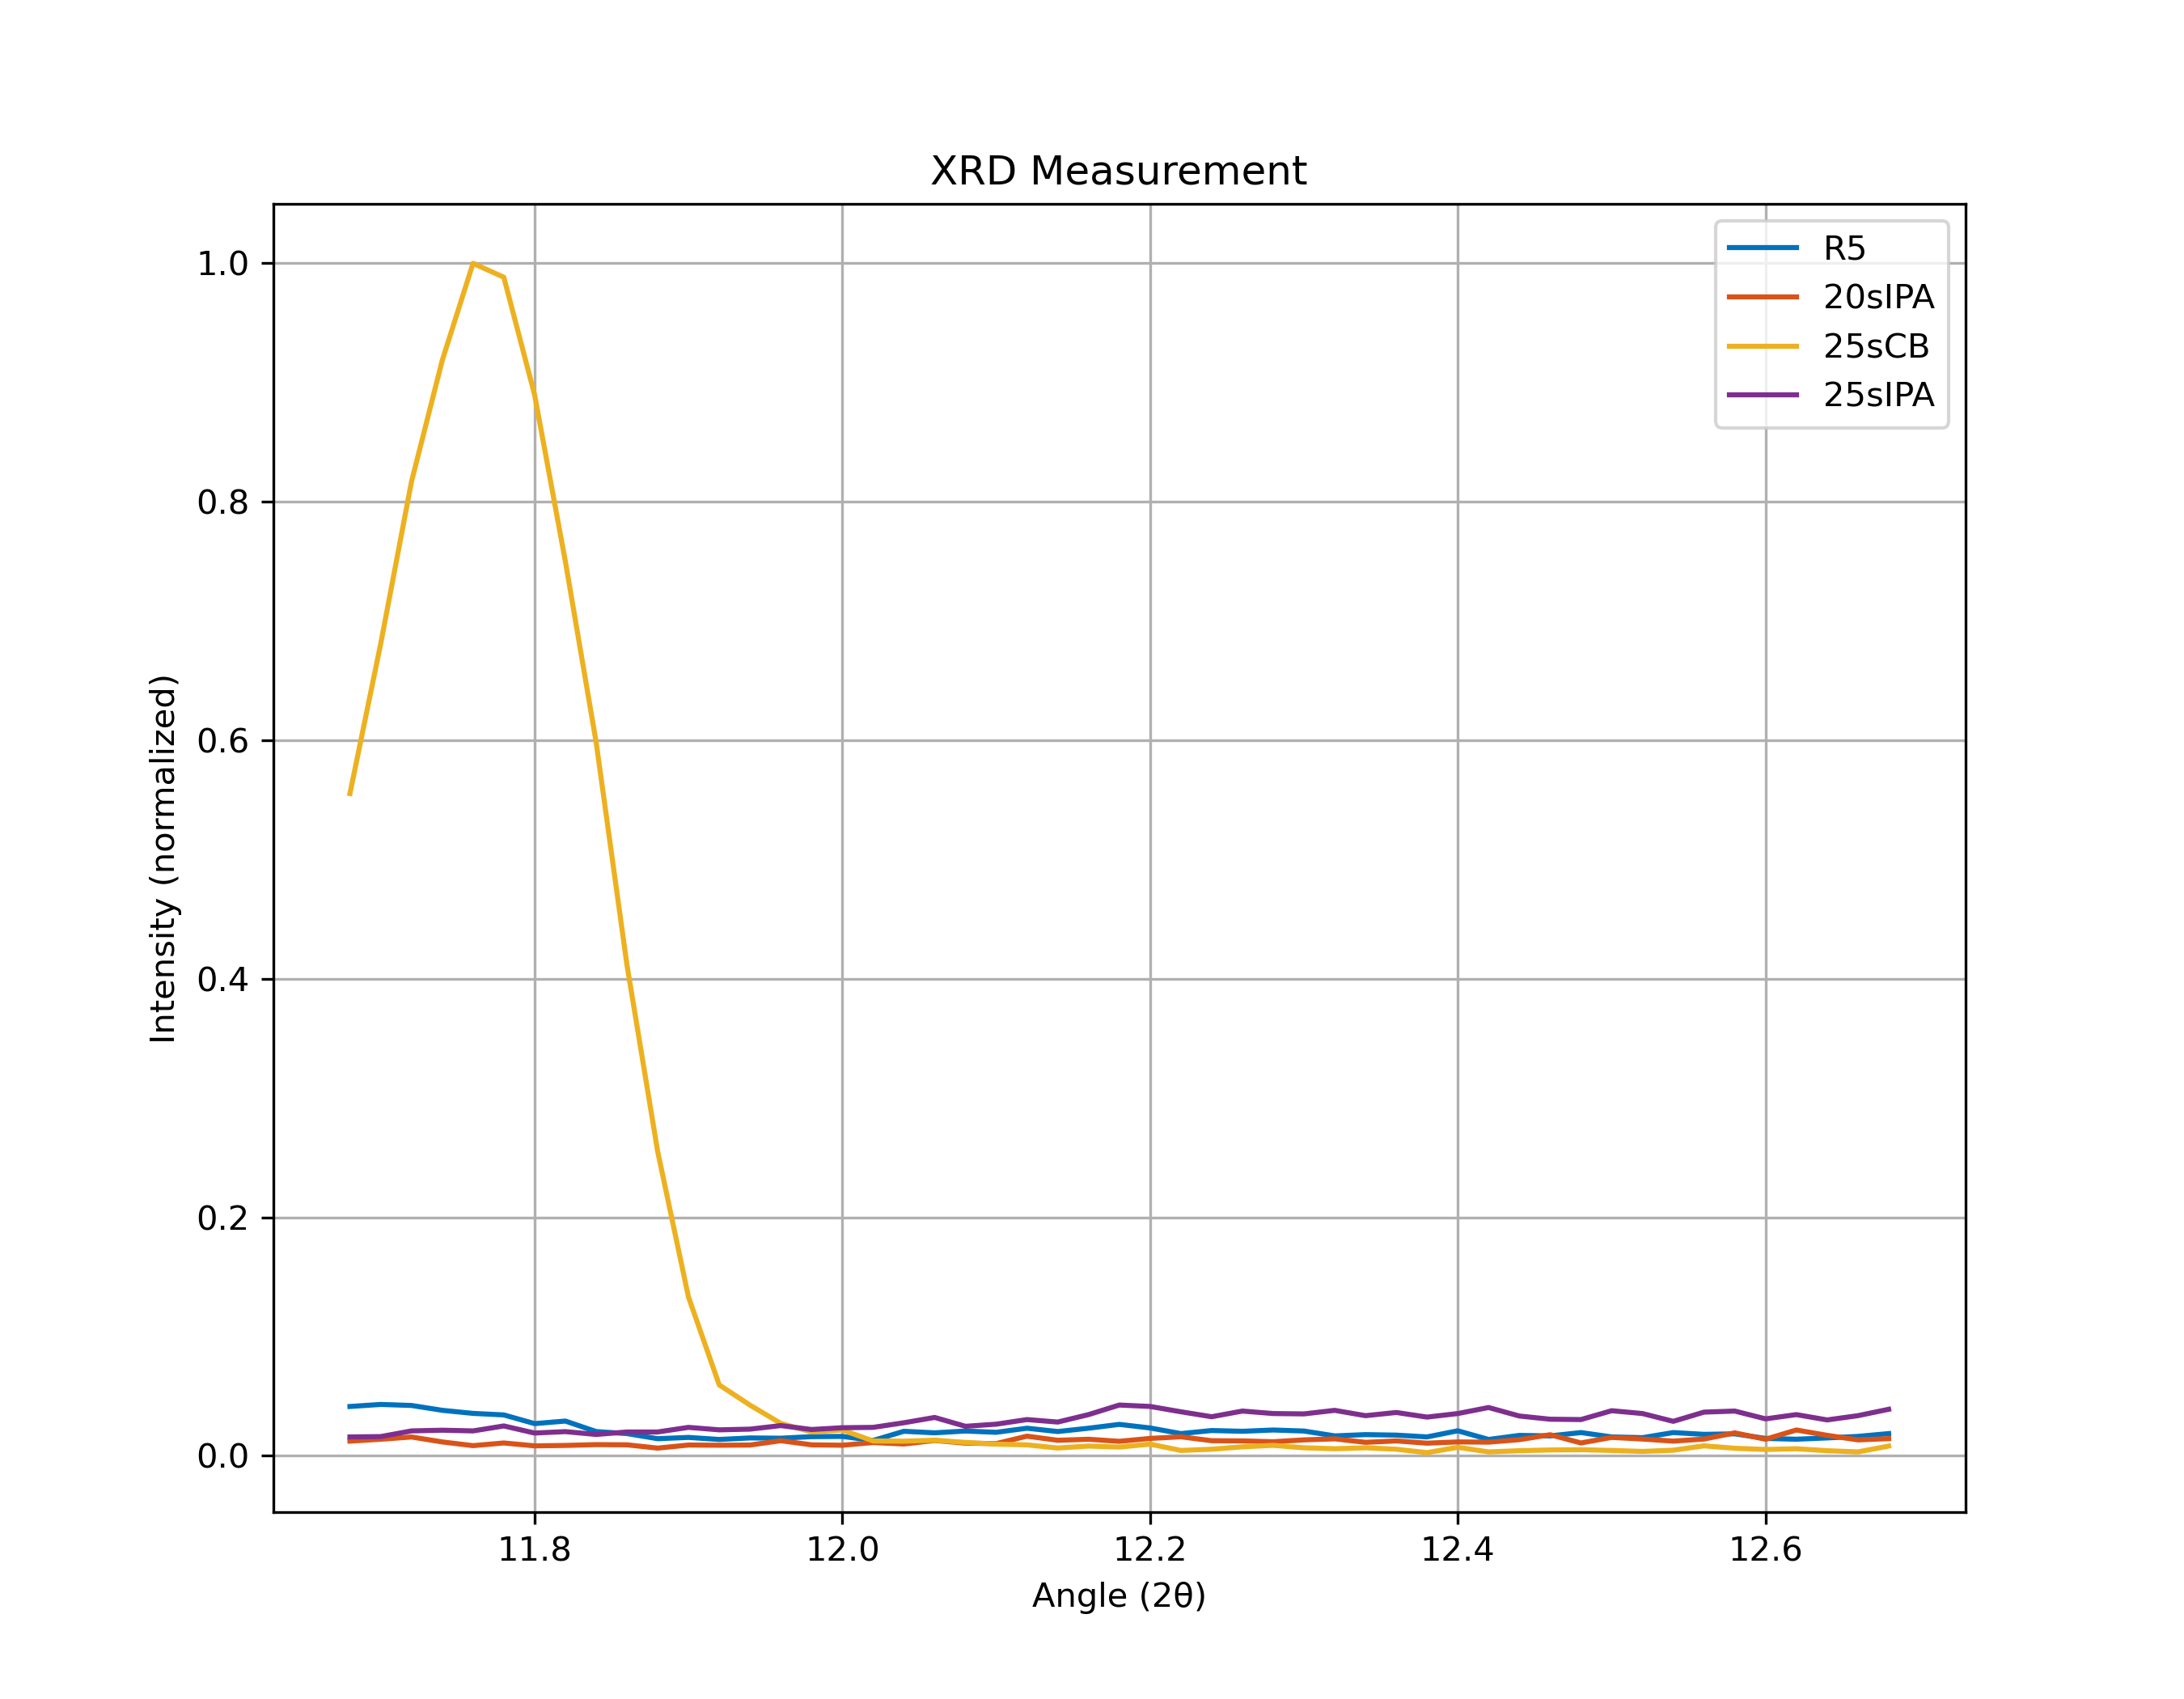 XRD Measurement
R5
20sIPA
25sCB
25sIPA
1.0
0.8
0.6
0.4
0.2
0.0
Intensity (normalized)
11.8 12.0 12.2 12.4 12.6
Angle (2θ)